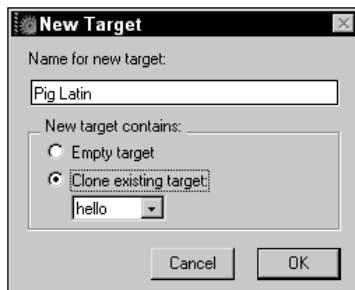 New Target
Name for new target:
Pig Latin
New target contains:
Empty target
Clone existing target:
hello
Cancel OK